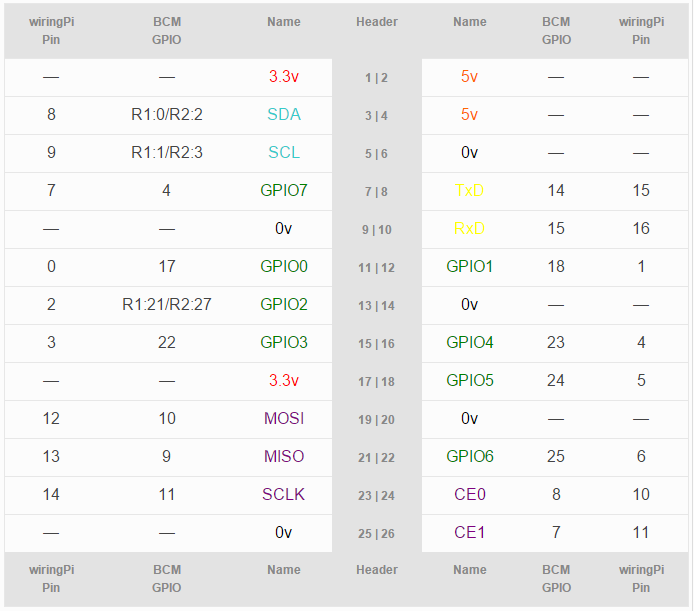 wiringPi Pin BCM GPIO Name Header Name BCM GPIO wiringPi Pin
— — 3.3v 1 | 2 5v — —
8 R1:0/R2:2 SDA 3 | 4 5v — —
9 R1:1/R2:3 SCL 5 | 6 0v — —
7 4 GPIO7 7 | 8 TxD 14 15
— — 0v 9 | 10 RxD 15 16
0 17 GPIO0 11 | 12 GPIO1 18 1
2 R1:21/R2:27 GPIO2 13 | 14 0v — —
3 22 GPIO3 15 | 16 GPIO4 23 4
— — 3.3v 17 | 18 GPIO5 24 5
12 10 MOSI 19 | 20 0v — —
13 9 MISO 21 | 22 GPIO6 25 6
14 11 SCLK 23 | 24 CE0 8 10
— — 0v 25 | 26 CE1 7 11
wiringPi Pin BCM GPIO Name Header Name BCM GPIO wiringPi Pin